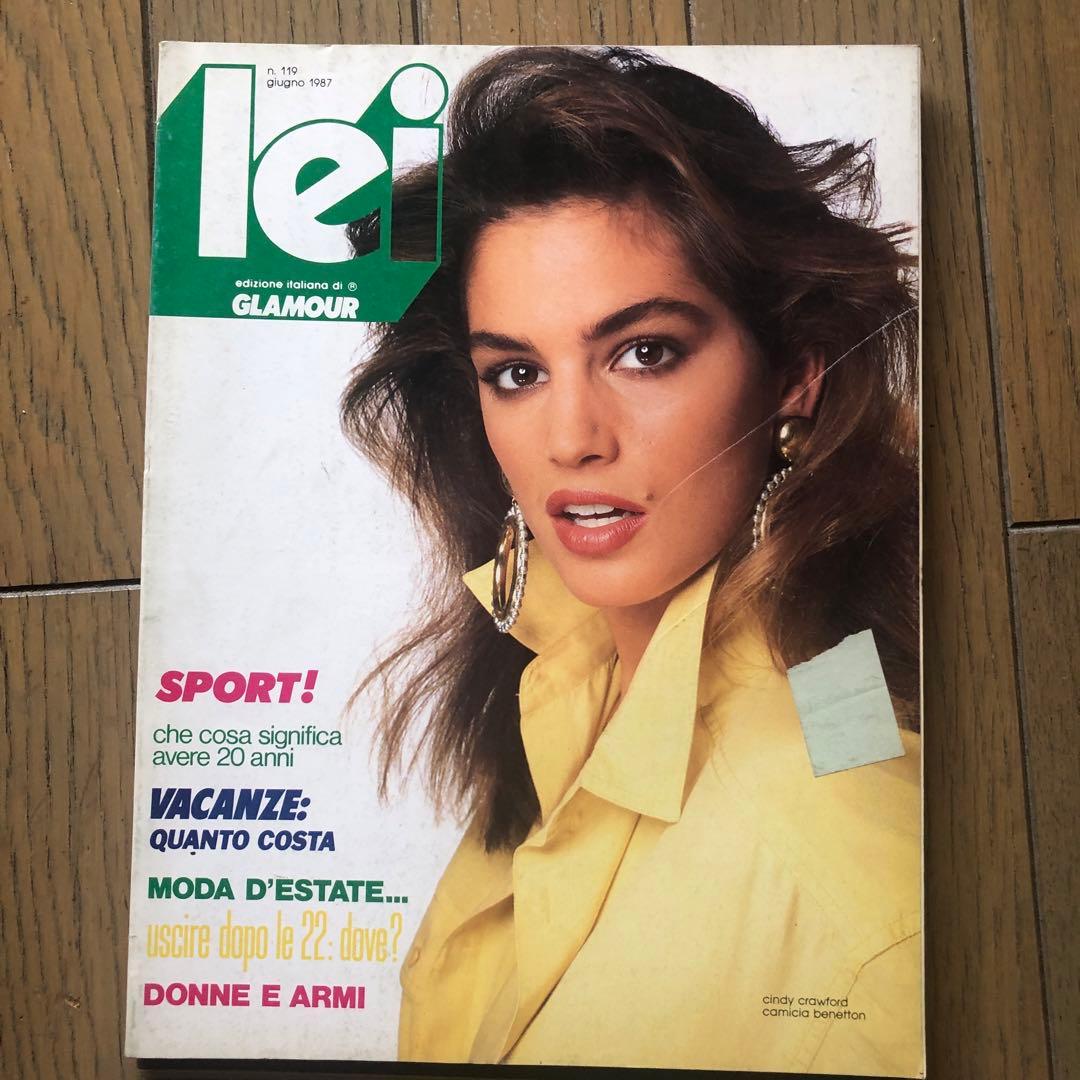 n. 119
giugno 1987
lei
edizione italiana di ®
GLAMOUR
SPORT!
che cosa significa
avere 20 anni
VACANZE:
QUANTO COSTA
MODA D'ESTATE...
uscire dopo le 22: dove?
DONNE E ARMI
cindy crawford
camicia benetton